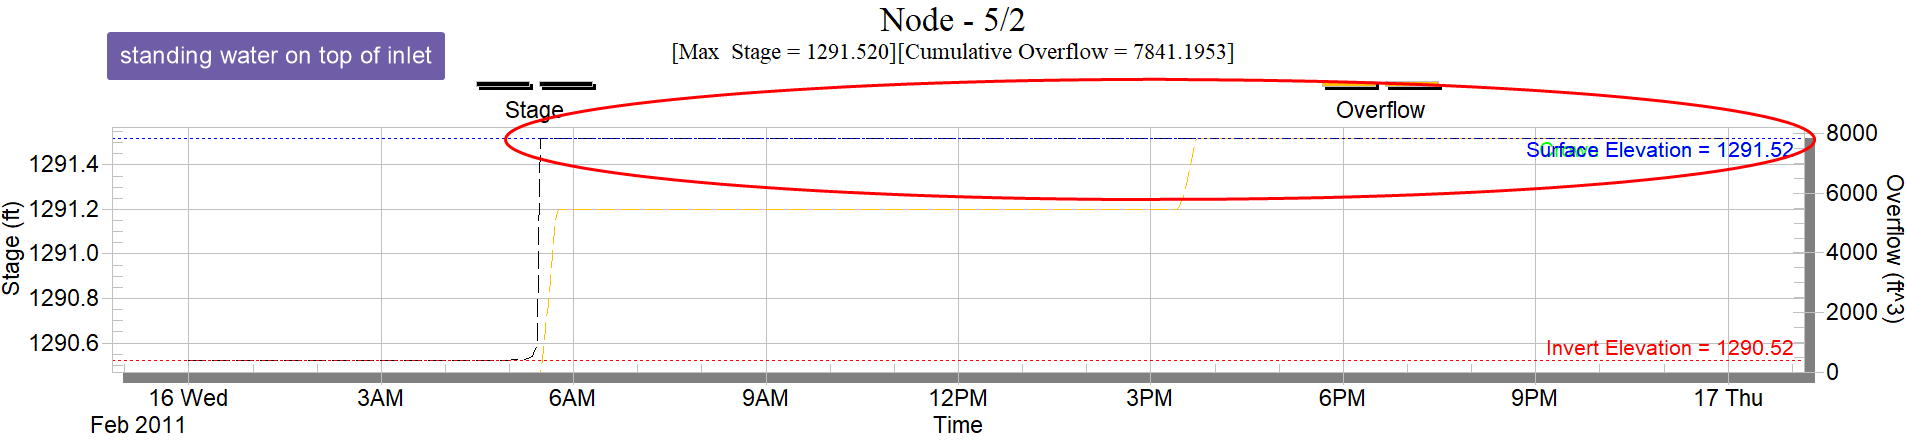 Node - 5/2
standing water on top of inlet
[Max  Stage = 1291.520][Cumulative Overflow = 7841.1953]
Stage
Overflow
8000
Surface Elevation = 1291.52
1291.4
6000
1291.2
Stage (ft)
Overflow (ft^3)
1291.0
4000
1290.8
2000
1290.6
Invert Elevation = 1290.52
0
16 Wed
3AM
6AM
9AM
12PM
3PM
6PM
9PM
17 Thu
Feb 2011
Time